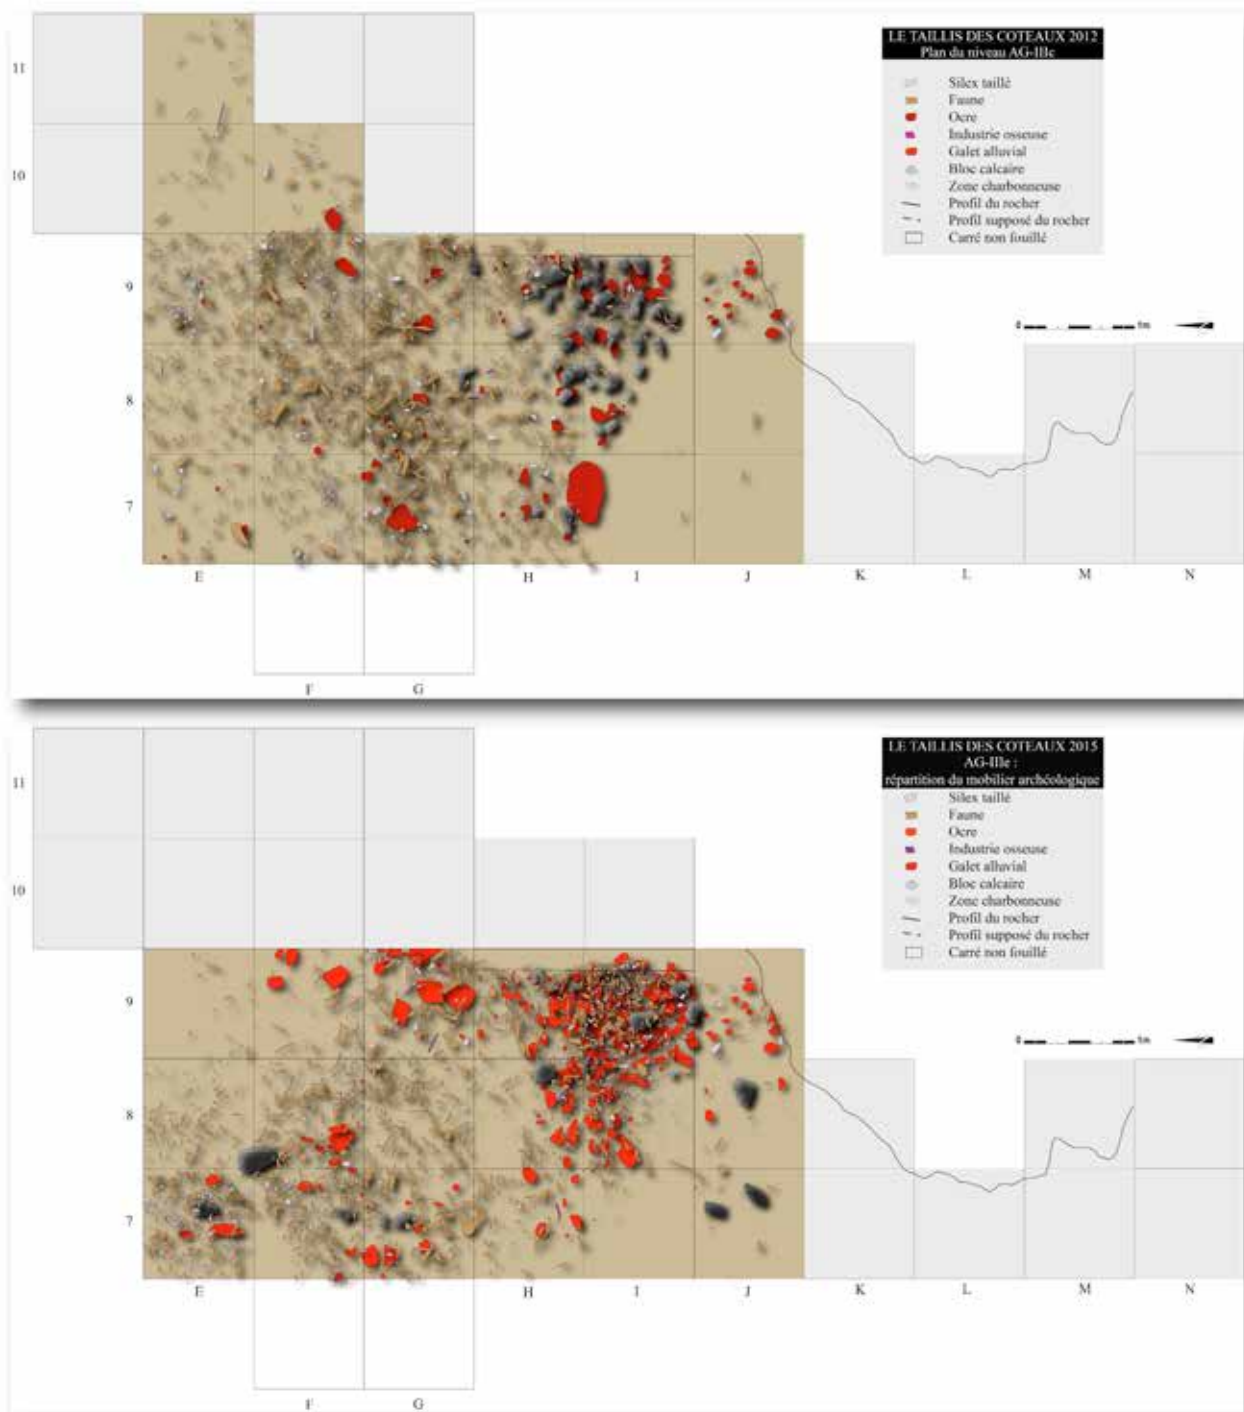 LE TAILLIS DES COTEAUX 2012
Plan du niveau AG-IIIc
Silex taillé
Faune
Ocre
Industrie osseuse
Galet alluvial
Bloc calcaire
Zone charbonneuse
Profil du rocher
Profil supposé du rocher
Carré non fouillé
11
10
9
8
7
0 1m
E H I J K L M N
F G
LE TAILLIS DES COTEAUX 2015
AG-IIIe :
répartition du mobilier archéologique
Silex taillé
Faune
Ocre
Industrie osseuse
Galet alluvial
Bloc calcaire
Zone charbonneuse
Profil du rocher
Profil supposé du rocher
Carré non fouillé
11
10
9
8
7
0 1m
E H I J K L M N
F G